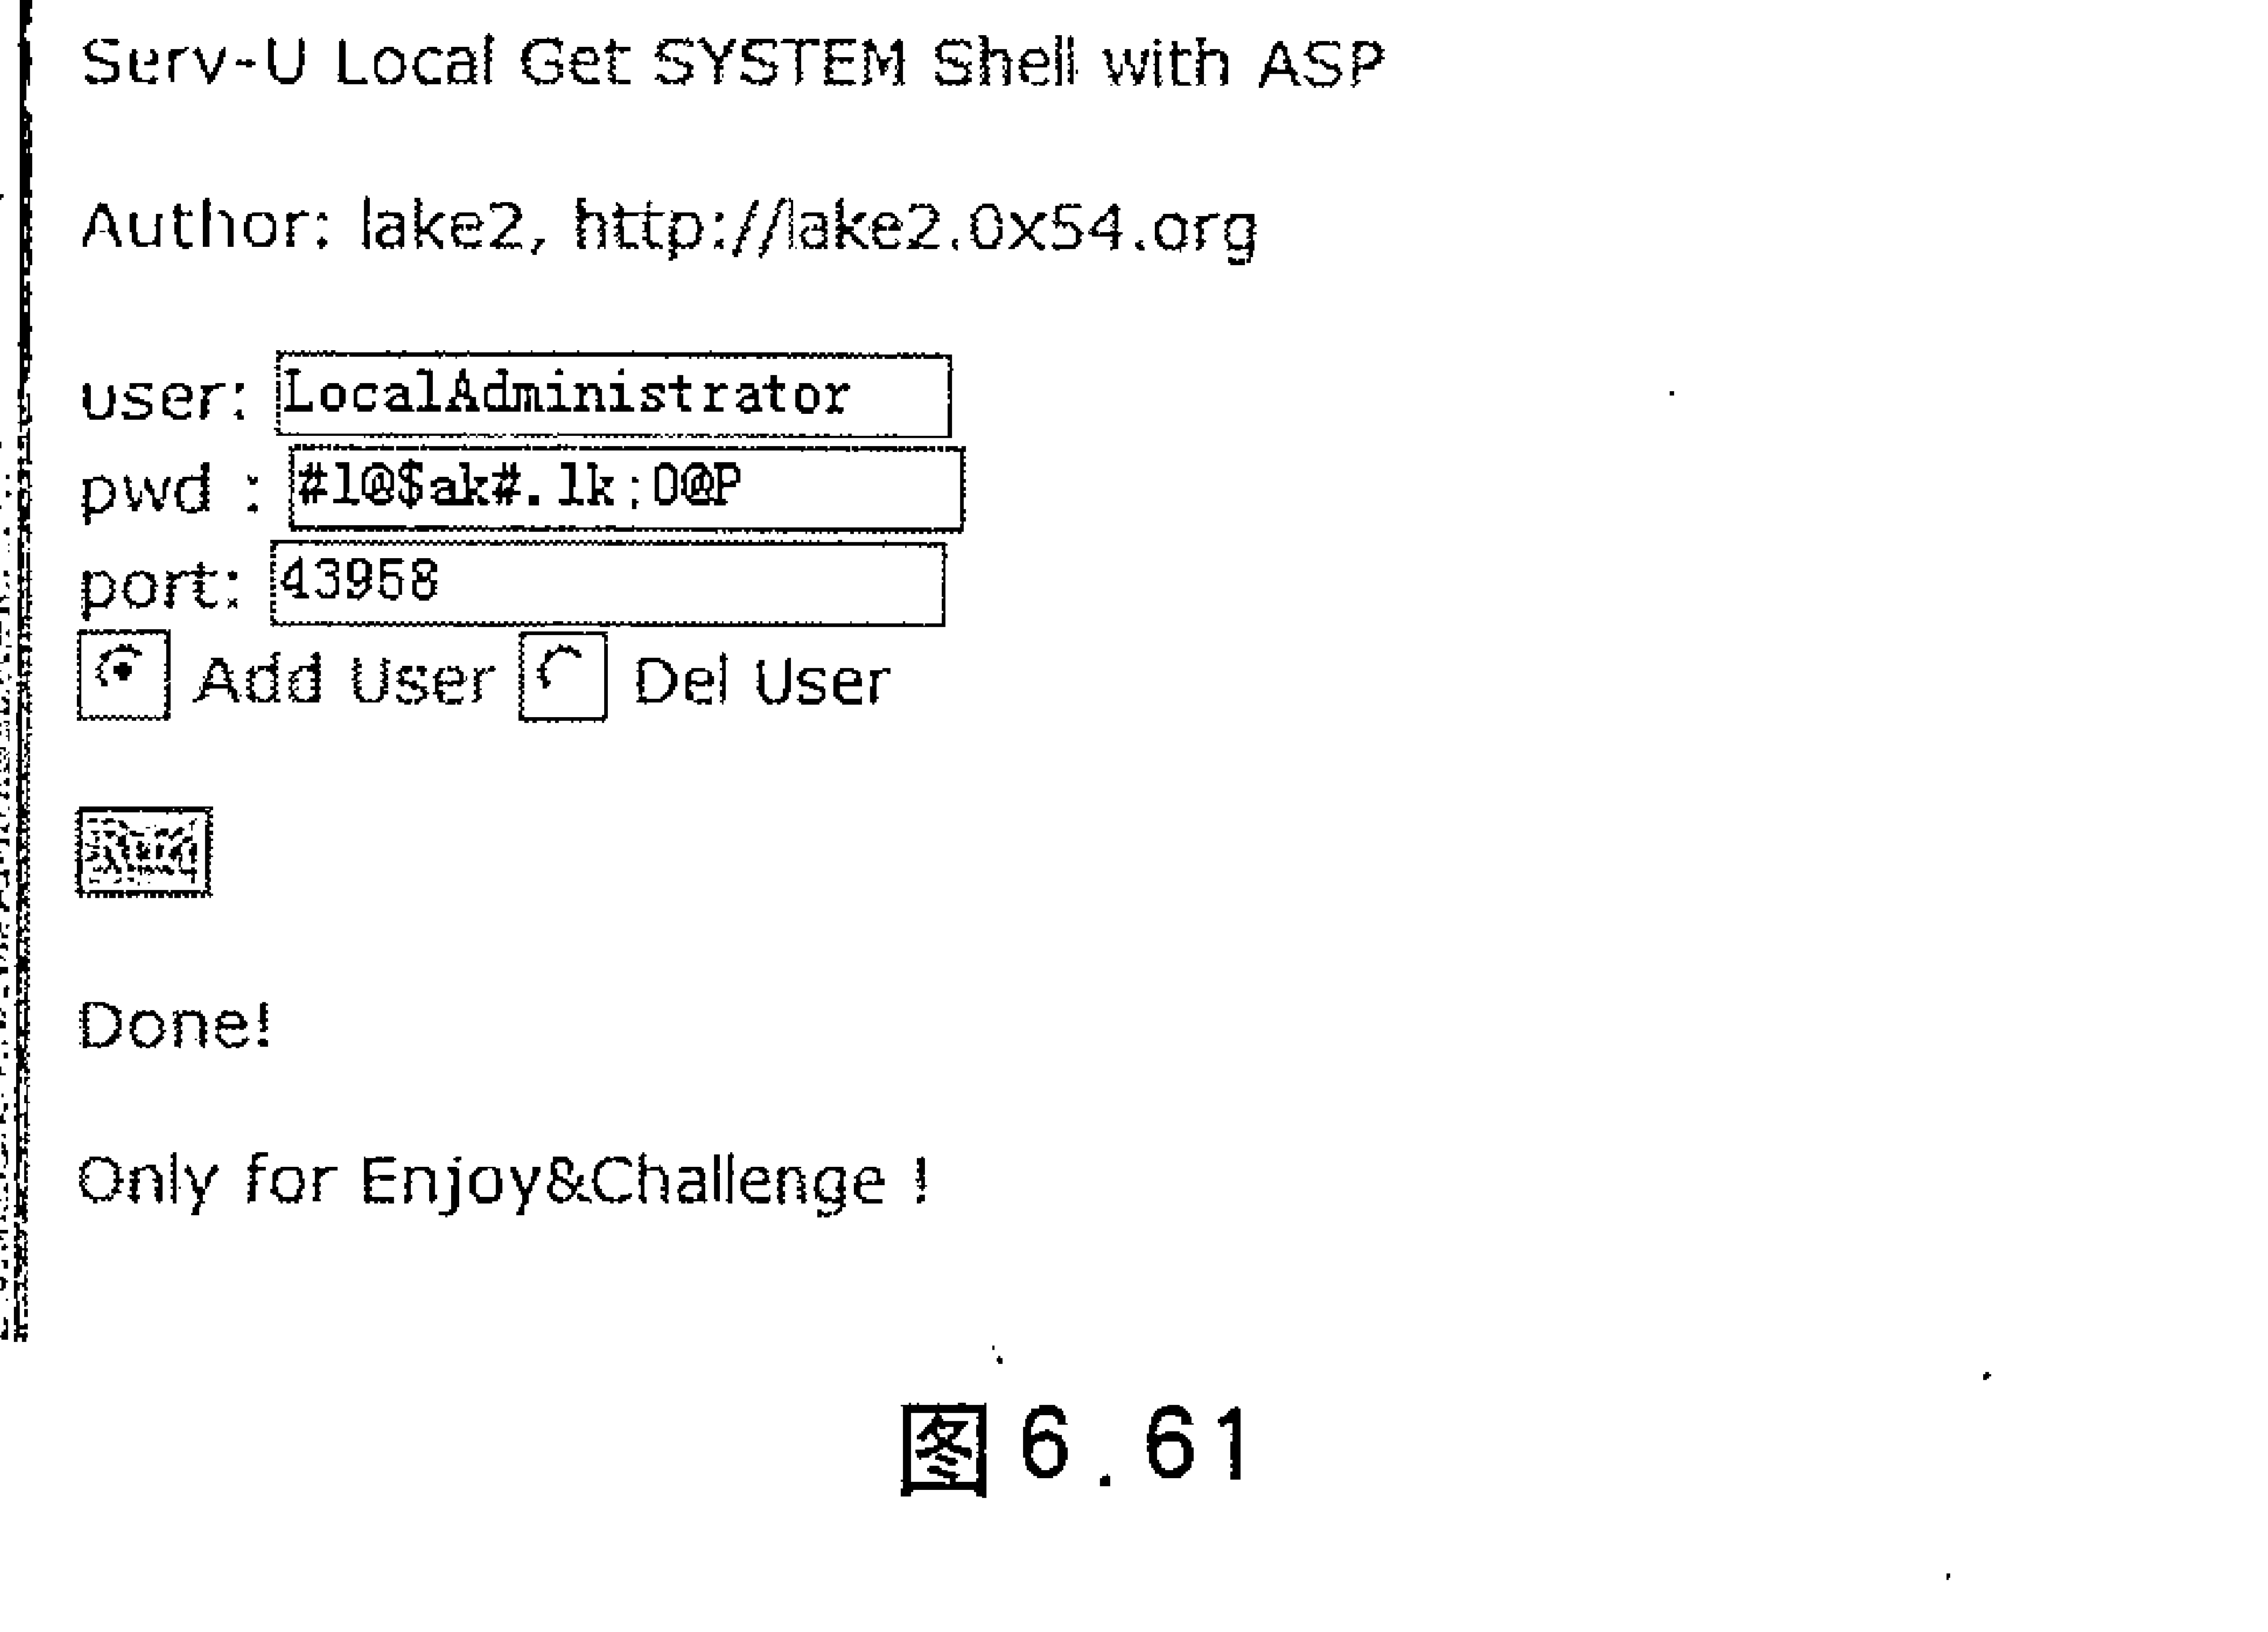 Serv-U Local Get SYSTEM Shell with ASP
Author: lake2, http://lake2.0x54.org
user: LocalAdministrator
pwd : #l@$ak#.lk;0@P
port: 43958
Add User Del User
Done!
Only for Enjoy&Challenge !
图 6.61